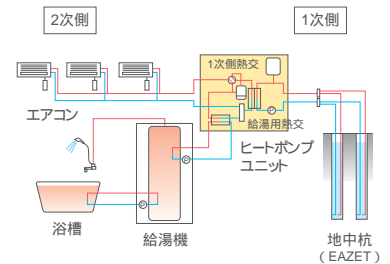 2次側
1次側
1次側熱交
エアコン
給湯用熱交
ヒートポンプ
ユニット
浴槽
給湯機
地中杭
（EAZET）
P
P
P